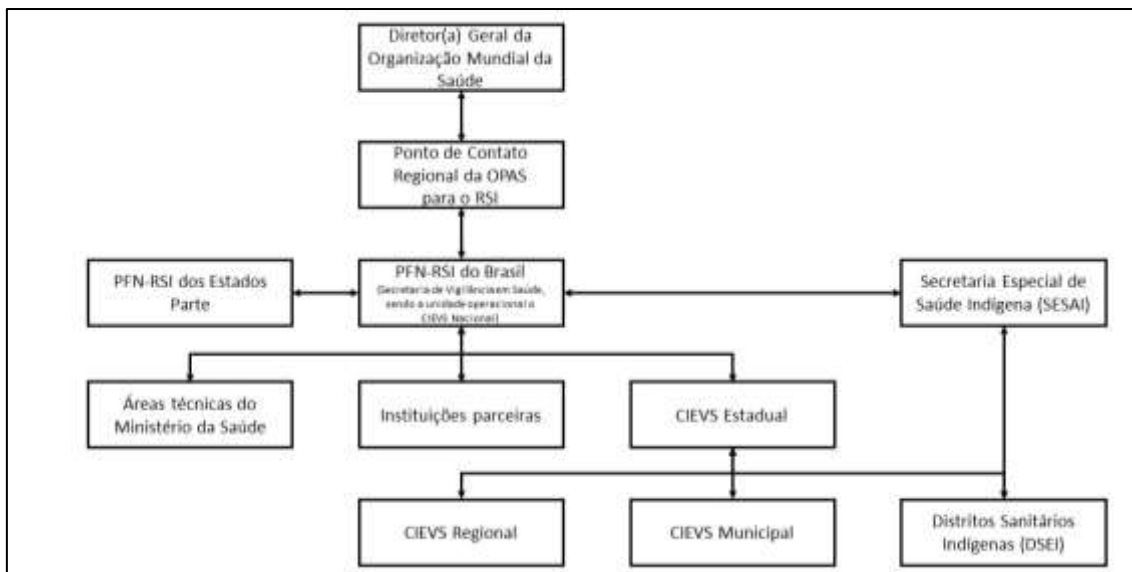 Diretor(a) Geral da
Organização Mundial da
Saúde
Ponto de Contato
Regional da OPAS
para o RSI
PFN-RSI dos Estados
Parte
PFN-RSI do Brasil
(Secretaria de Vigilância em Saúde,
sendo a unidade operacional o
CIEVS Nacional)
Secretaria Especial de
Saúde Indígena (SESAI)
Áreas técnicas do
Ministério da Saúde
Instituições parceiras
CIEVS Estadual
CIEVS Regional
CIEVS Municipal
Distritos Sanitários
Indígenas (DSEI)